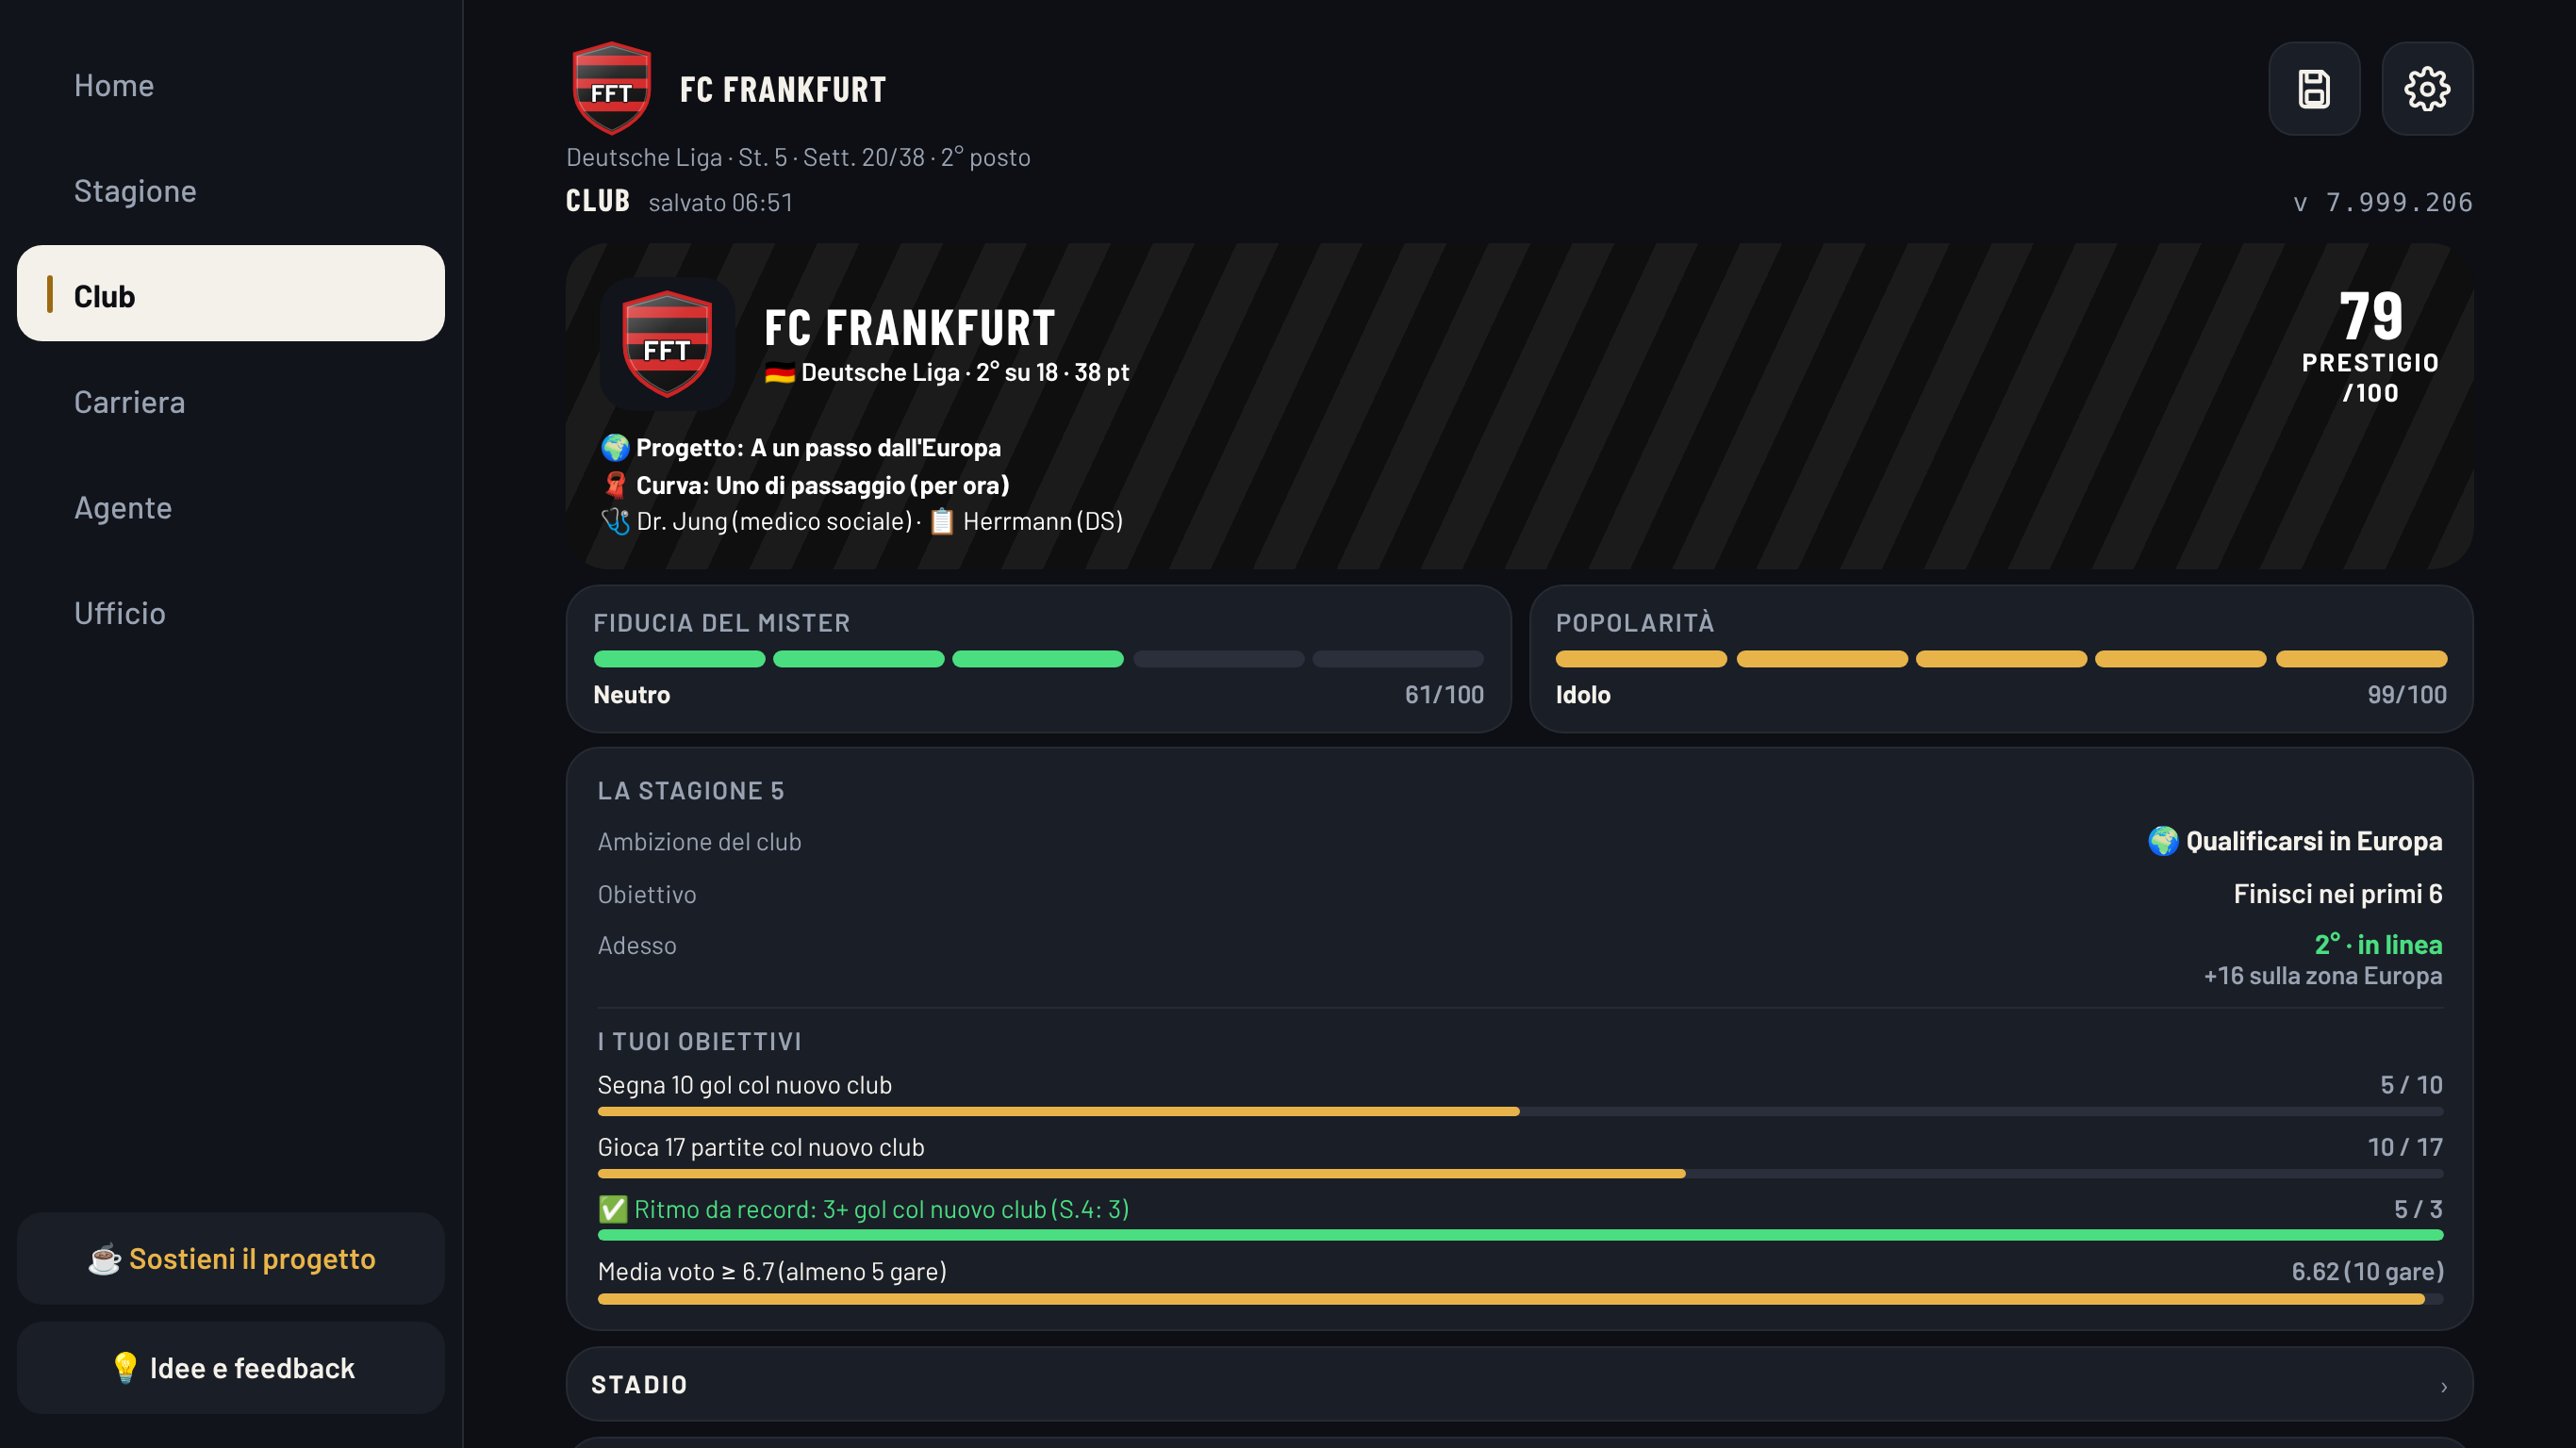 Home
Stagione
Club
Carriera
Agente
Ufficio
☕ Sostieni il progetto
💡 Idee e feedback
FFT
FC FRANKFURT
Deutsche Liga · St. 5 · Sett. 20/38 · 2° posto
CLUB salvato 06:51
v 7.999.206
FFT
FC FRANKFURT
🇩🇪 Deutsche Liga · 2° su 18 · 38 pt
79
PRESTIGIO
/100
🌍 Progetto: A un passo dall'Europa
🧣 Curva: Uno di passaggio (per ora)
🩺 Dr. Jung (medico sociale) · 📋 Herrmann (DS)
FIDUCIA DEL MISTER
Neutro 61/100
POPOLARITÀ
Idolo 99/100
LA STAGIONE 5
Ambizione del club 🌍 Qualificarsi in Europa
Obiettivo Finisci nei primi 6
Adesso 2° · in linea
+16 sulla zona Europa
I TUOI OBIETTIVI
Segna 10 gol col nuovo club 5 / 10
Gioca 17 partite col nuovo club 10 / 17
✅ Ritmo da record: 3+ gol col nuovo club (S.4: 3) 5 / 3
Media voto ≥ 6.7 (almeno 5 gare) 6.62 (10 gare)
STADIO ›